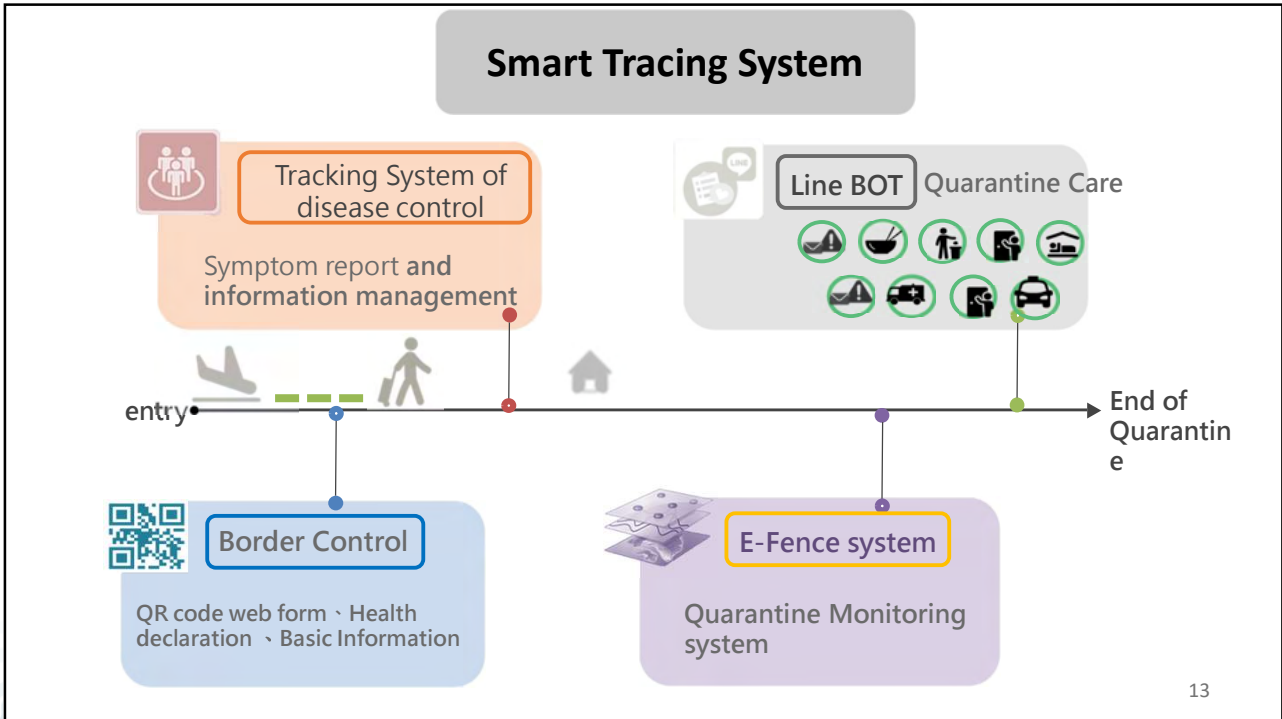 Smart Tracing System
Tracking System of
disease control
Symptom report and
information management
LINE
Line BOT
Quarantine Care
entry
End of
Quarantin
e
Border Control
QR code web form、Health
declaration 、Basic Information
E-Fence system
Quarantine Monitoring
system
13